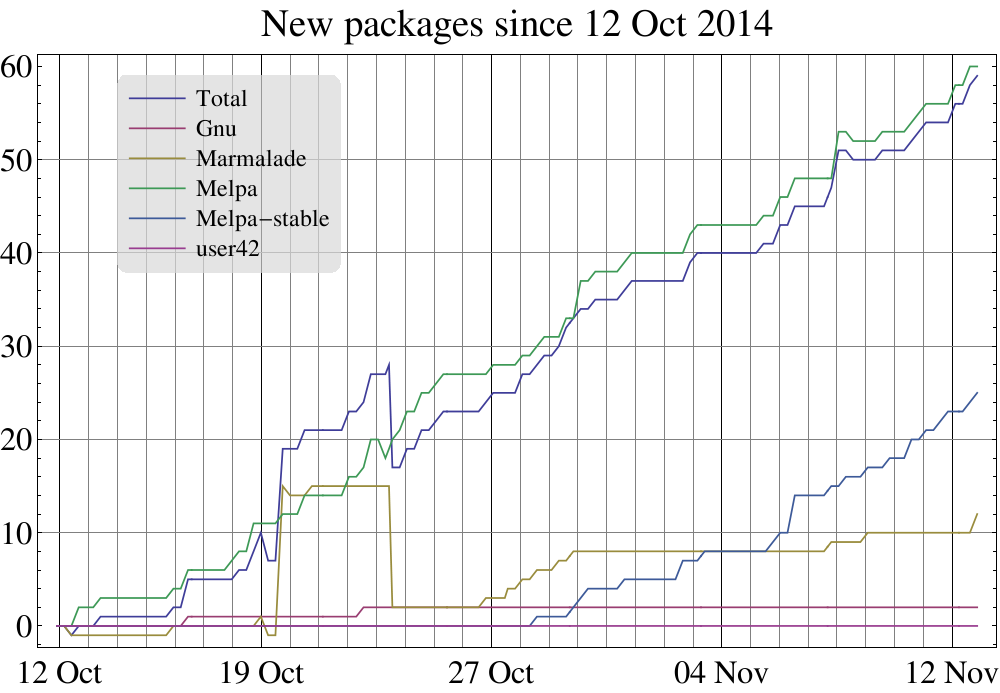 New packages since 12 Oct 2014
60
50
40
30
20
10
0
Total
Gnu
Marmalade
Melpa
Melpa−stable
user42
12 Oct 19 Oct 27 Oct 04 Nov 12 Nov